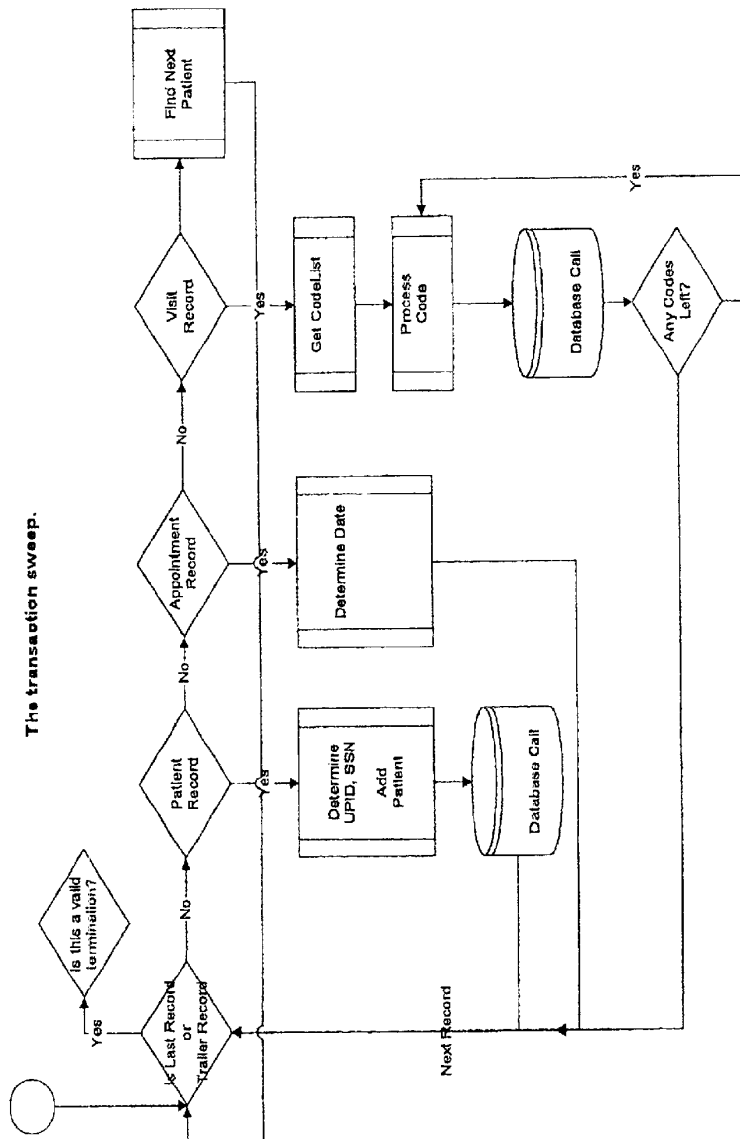 The transaction sweep.
Is this a valid
termination?
Yes
Is Last Record
or
Trailer Record
No
Patient
Record
No
Appointment
Record
No
Visit
Record
Find Next
Patient
Yes
Yes
Yes
Determine
UPID, SSN
Add
Patient
Database Call
Determine Date
Get CodeList
Process
Code
Database Call
Any Codes
Left?
Yes
Next Record